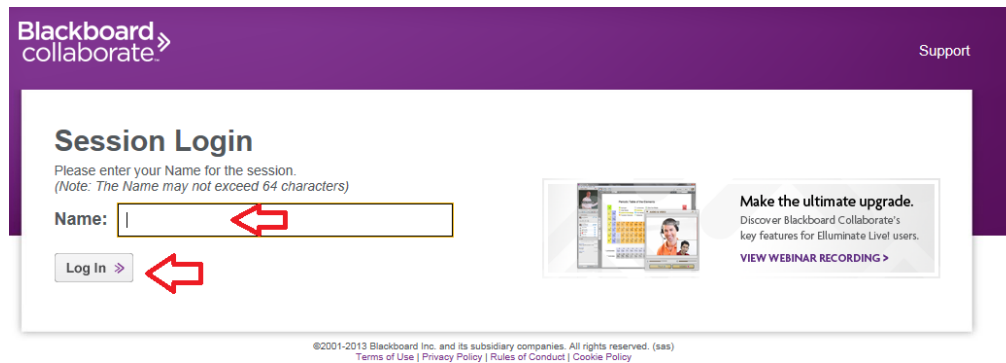 Blackboard
collaborate™
Support
Session Login
Please enter your Name for the session.
(Note: The Name may not exceed 64 characters)
Name:
Log In
Make the ultimate upgrade.
Discover Blackboard Collaborate's
key features for Elluminate Live! users.
VIEW WEBINAR RECORDING >
©2001-2013 Blackboard Inc. and its subsidiary companies. All rights reserved. (sas)
Terms of Use | Privacy Policy | Rules of Conduct | Cookie Policy